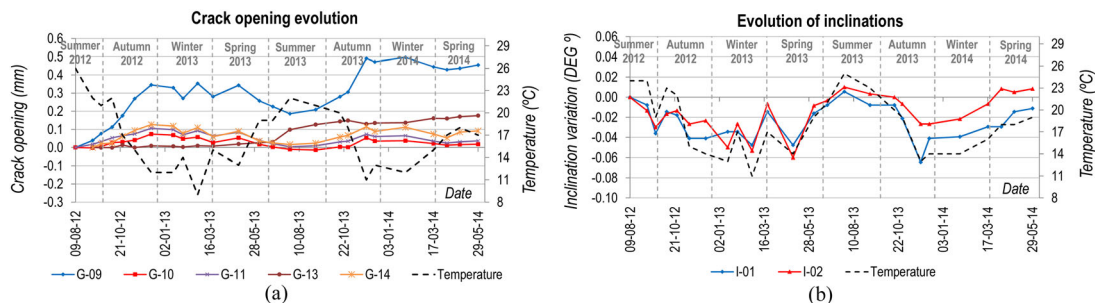 Crack opening evolution
Summer 2012 Autumn 2012 Winter 2013 Spring 2013 Summer 2013 Autumn 2013 Winter 2014 Spring 2014
Crack opening (mm)
0.6
0.5
0.4
0.3
0.2
0.1
0.0
-0.1
-0.2
-0.3
29
26
23
20
17
14
11
8
Temperature (ºC)
Date
09-08-12 21-10-12 02-01-13 16-03-13 28-05-13 10-08-13 22-10-13 03-01-14 17-03-14 29-05-14
G-09 G-10 G-11 G-13 G-14 Temperature
(a)
Evolution of inclinations
Summer 2012 Autumn 2012 Winter 2013 Spring 2013 Summer 2013 Autumn 2013 Winter 2014 Spring 2014
Inclination variation (DEG º)
0.06
0.04
0.02
0.00
-0.02
-0.04
-0.06
-0.08
-0.10
29
26
23
20
17
14
11
8
Temperature (ºC)
Date
09-08-12 21-10-12 02-01-13 16-03-13 28-05-13 10-08-13 22-10-13 03-01-14 17-03-14 29-05-14
I-01 I-02 Temperature
(b)